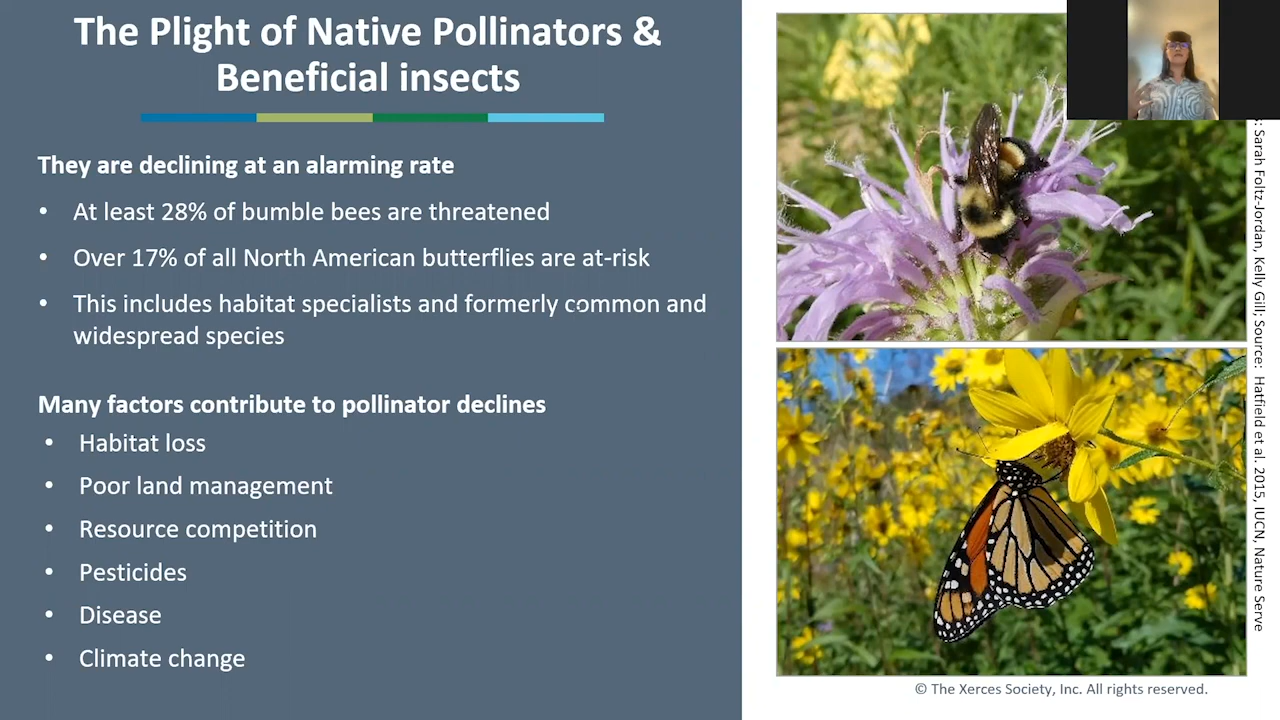 The Plight of Native Pollinators &
Beneficial insects
They are declining at an alarming rate
• At least 28% of bumble bees are threatened
• Over 17% of all North American butterflies are at-risk
• This includes habitat specialists and formerly common and
widespread species
Many factors contribute to pollinator declines
• Habitat loss
• Poor land management
• Resource competition
• Pesticides
• Disease
• Climate change
: Sarah Foltz-Jordan, Kelly Gill; Source: Hatfield et al. 2015, IUCN, Nature Serve
© The Xerces Society, Inc. All rights reserved.